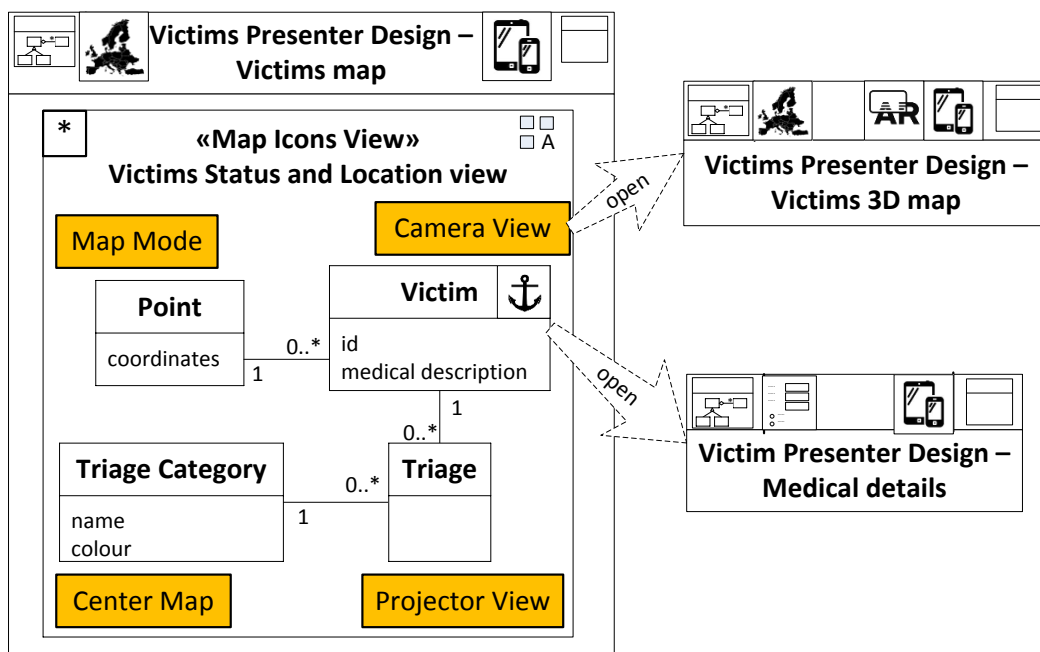 Victims Presenter Design –
Victims map
*
«Map Icons View»
A
Victims Status and Location view
Map Mode
Camera View
open
AR
Victims Presenter Design –
Victims 3D map
Point
coordinates
Victim
id
medical description
0..*
1
1
0..*
open
Victim Presenter Design –
Medical details
Triage Category
name
colour
0..*
1
Triage
Center Map
Projector View